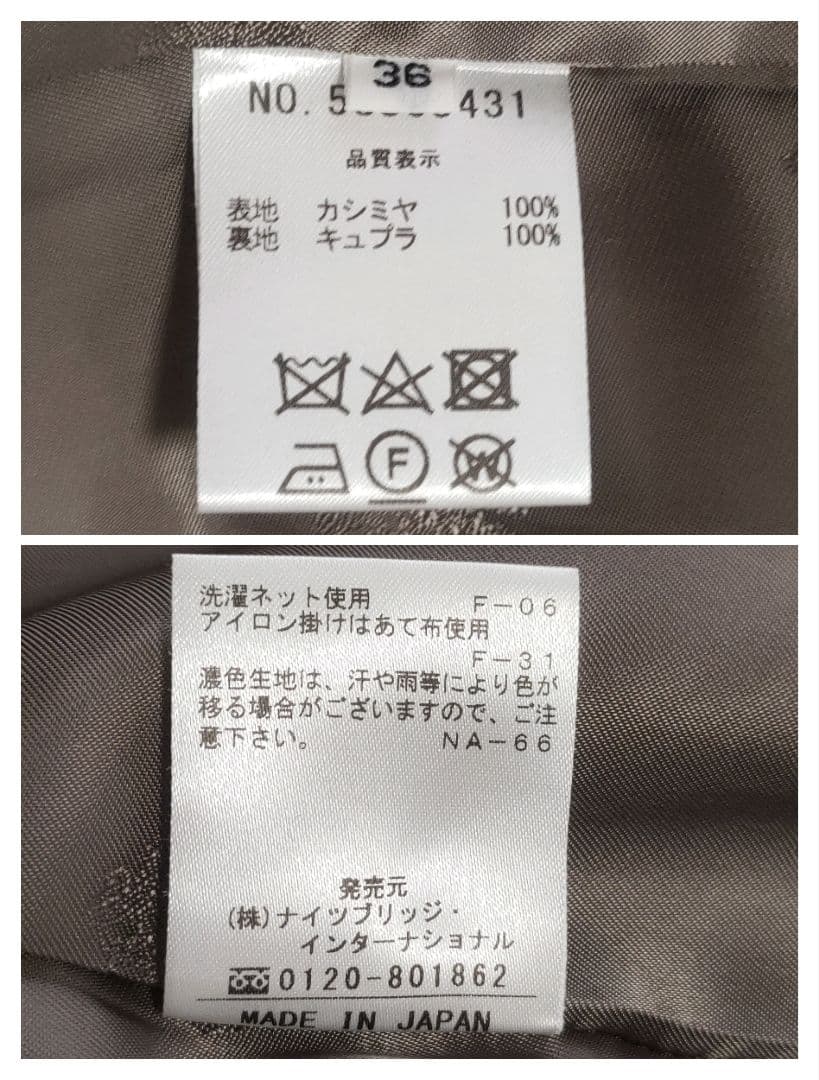 36
NO. 5 431
品質表示
表地 カシミヤ 100%
裏地 キュプラ 100%
F
W
洗濯ネット使用 F-06
アイロン掛けはあて布使用
F-31
濃色生地は、汗や雨等により色が
移る場合がございますので、ご注
意下さい。 NA-66
発売元
(株)ナイツブリッジ・
インターナショナル
0120-801862
MADE IN JAPAN